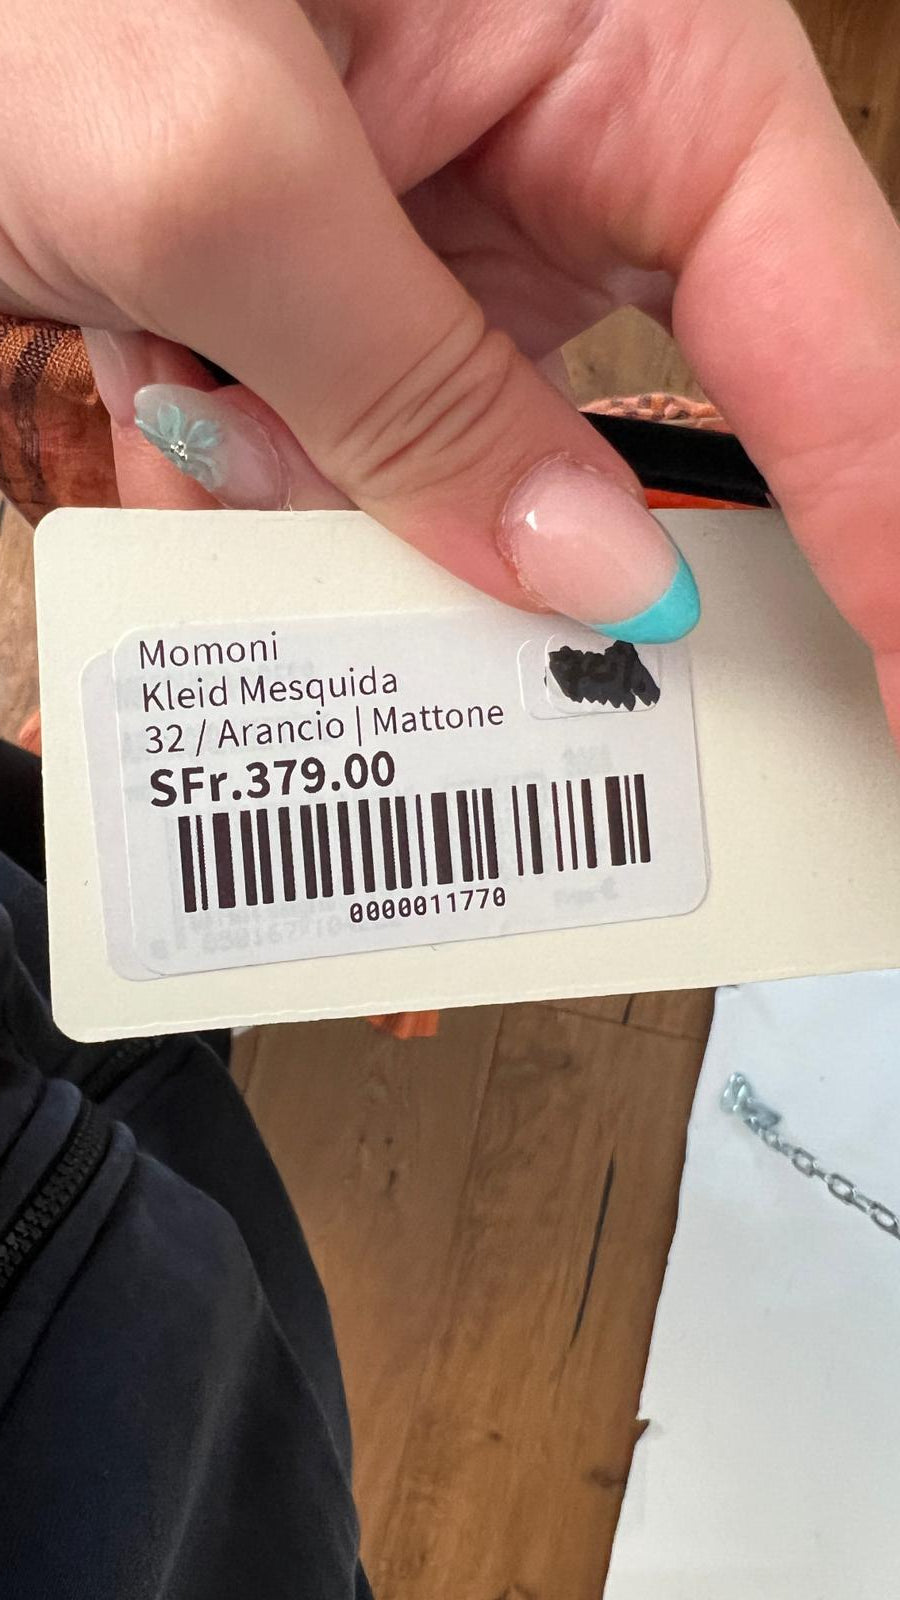 Momoni
Kleid Mesquida
32 / Arancio | Mattone
SFr.379.00
0000011770